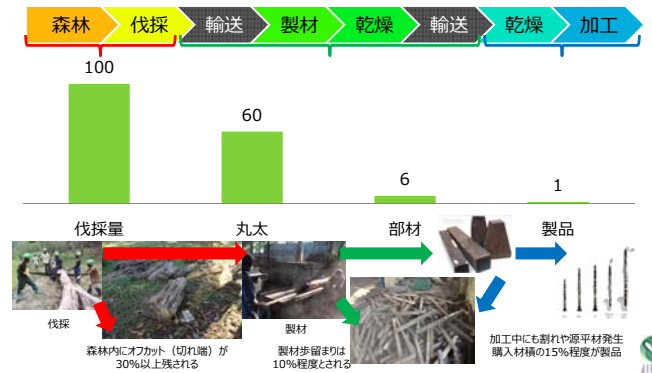 森林 伐採 輸送 製材 乾燥 輸送 乾燥 加工
100
60
6
1
伐採量 丸太 部材 製品
伐採
森林内にオフカット（切れ端）が
30%以上残される
製材
製材歩留まりは
10%程度とされる
加工中にも割れや源平材発生
購入材積の15%程度が製品